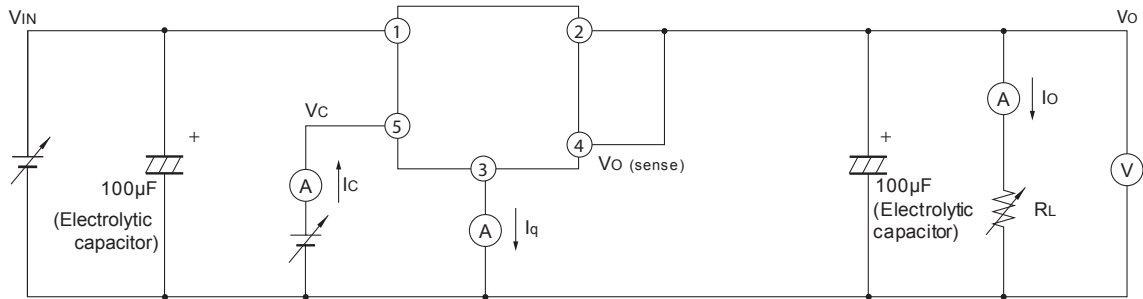 VIN
1
2
VO
A
IO
VC
5
+
4
+
VO (sense)
3
V
A
IC
100µF
(Electrolytic
capacitor)
100µF
(Electrolytic
capacitor)
RL
A
Iq